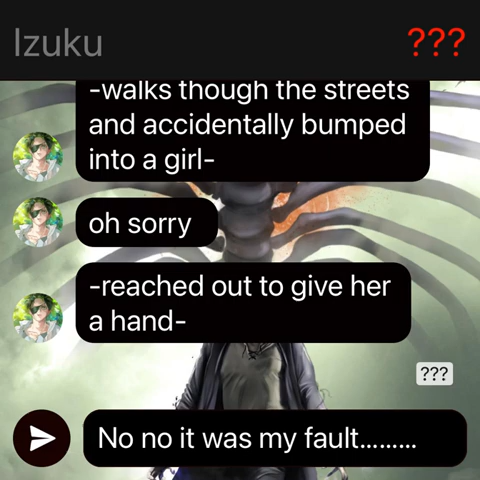 Izuku
???
-walks though the streets
and accidentally bumped
into a girl-
oh sorry
-reached out to give her
a hand-
???
No no it was my fault.........